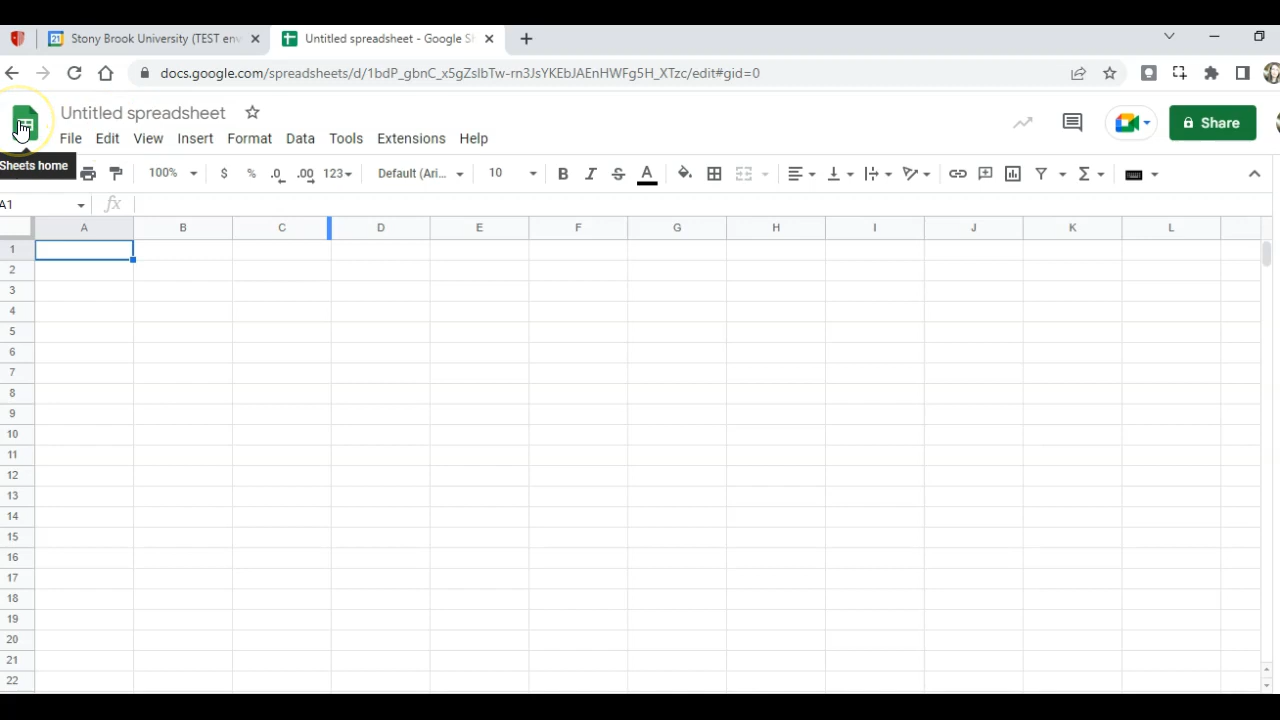 Stony Brook University (TEST env
Untitled spreadsheet - Google Sh
docs.google.com/spreadsheets/d/1bdP_gbnC_x5gZslbTw-rn3JsYKEIJAEnHWFg5H_XTzc/edit#gid=0
Untitled spreadsheet
File Edit View Insert Format Data Tools Extensions Help
Share
Sheets home
100% $ % .0 .00 123 Default (Ari... 10 B I S A Σ
A1 fx
A B C D E F G H I J K L
1
2
3
4
5
6
7
8
9
10
11
12
13
14
15
16
17
18
19
20
21
22